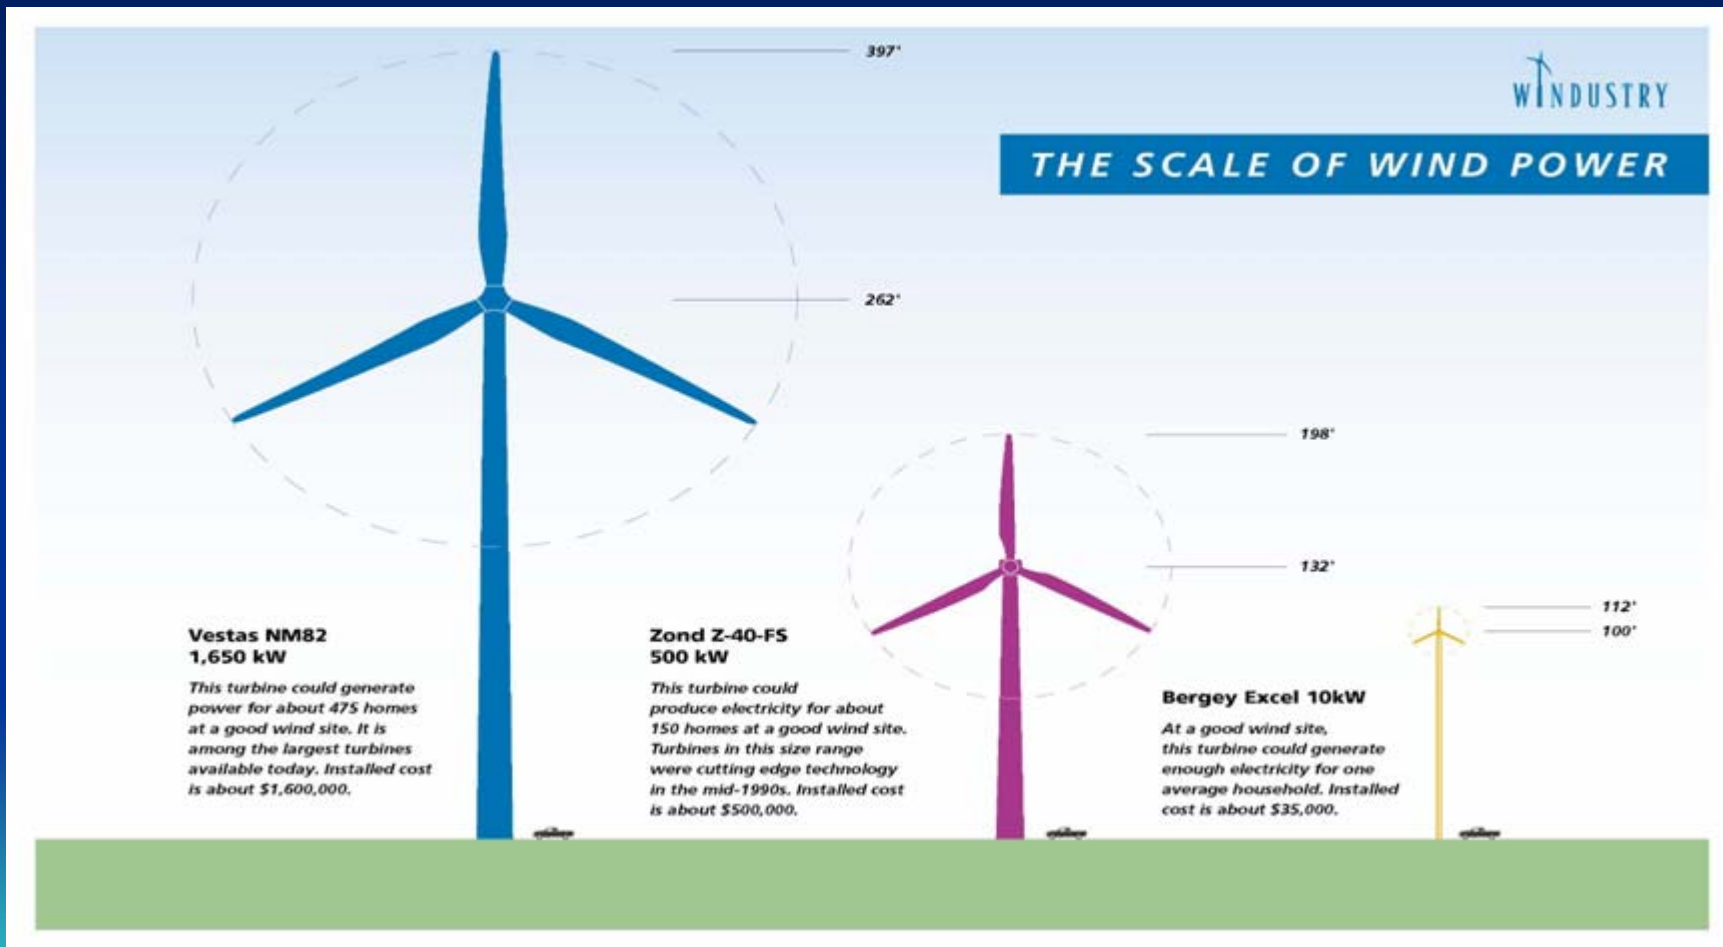 WINDUSTRY
THE SCALE OF WIND POWER
397'
262'
198'
132'
112'
100'
Vestas NM82
1,650 kW
This turbine could generate
power for about 475 homes
at a good wind site. It is
among the largest turbines
available today. Installed cost
is about $1,600,000.
Zond Z-40-FS
500 kW
This turbine could
produce electricity for about
150 homes at a good wind site.
Turbines in this size range
were cutting edge technology
in the mid-1990s. Installed cost
is about $500,000.
Bergey Excel 10kW
At a good wind site,
this turbine could generate
enough electricity for one
average household. Installed
cost is about $35,000.